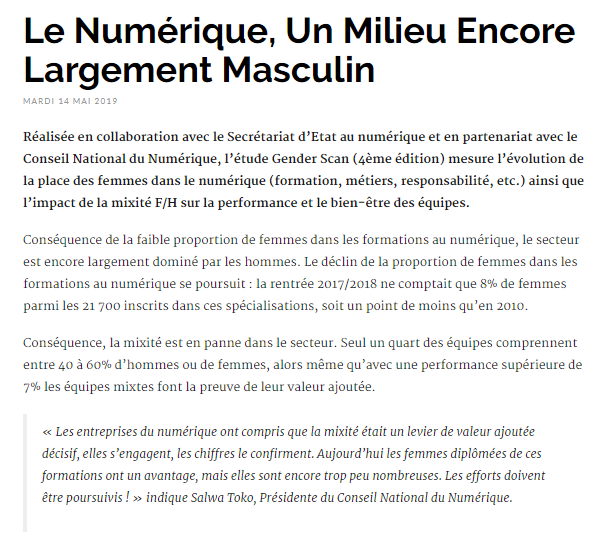 Le Numérique, Un Milieu Encore
Largement Masculin
MARDI 14 MAI 2019
Réalisée en collaboration avec le Secrétariat d’Etat au numérique et en partenariat avec le
Conseil National du Numérique, l’étude Gender Scan (4ème édition) mesure l’évolution de
la place des femmes dans le numérique (formation, métiers, responsabilité, etc.) ainsi que
l’impact de la mixité F/H sur la performance et le bien-être des équipes.
Conséquence de la faible proportion de femmes dans les formations au numérique, le secteur
est encore largement dominé par les hommes. Le déclin de la proportion de femmes dans les
formations au numérique se poursuit : la rentrée 2017/2018 ne comptait que 8% de femmes
parmi les 21 700 inscrits dans ces spécialisations, soit un point de moins qu’en 2010.
Conséquence, la mixité est en panne dans le secteur. Seul un quart des équipes comprennent
entre 40 à 60% d’hommes ou de femmes, alors même qu’avec une performance supérieure de
7% les équipes mixtes font la preuve de leur valeur ajoutée.
« Les entreprises du numérique ont compris que la mixité était un levier de valeur ajoutée
décisif, elles s’engagent, les chiffres le confirment. Aujourd’hui les femmes diplômées de ces
formations ont un avantage, mais elles sont encore trop peu nombreuses. Les efforts doivent
être poursuivis ! » indique Salwa Toko, Présidente du Conseil National du Numérique.